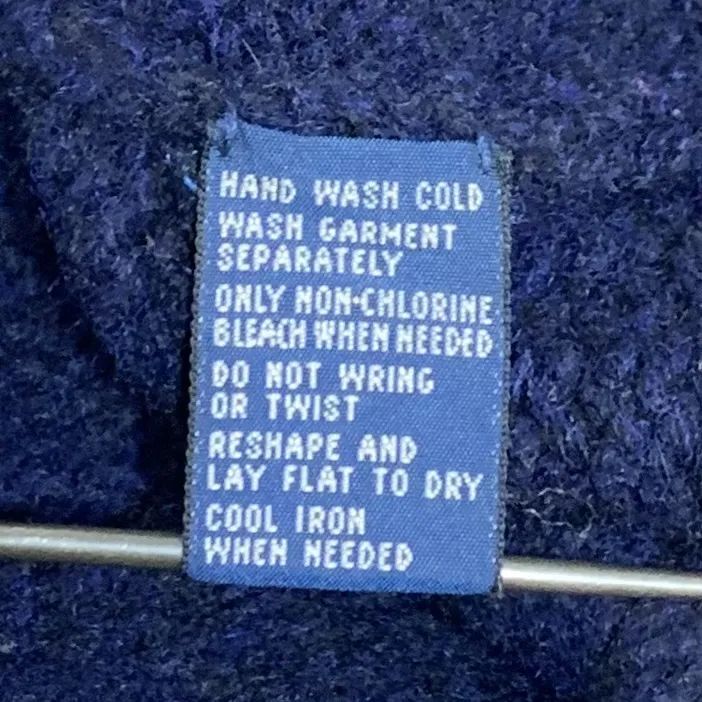 HAND WASH COLD
WASH GARMENT
SEPARATELY
ONLY NON-CHLORINE
BLEACH WHEN NEEDED
DO NOT WRING
OR TWIST
RESHAPE AND
LAY FLAT TO DRY
COOL IRON
WHEN NEEDED